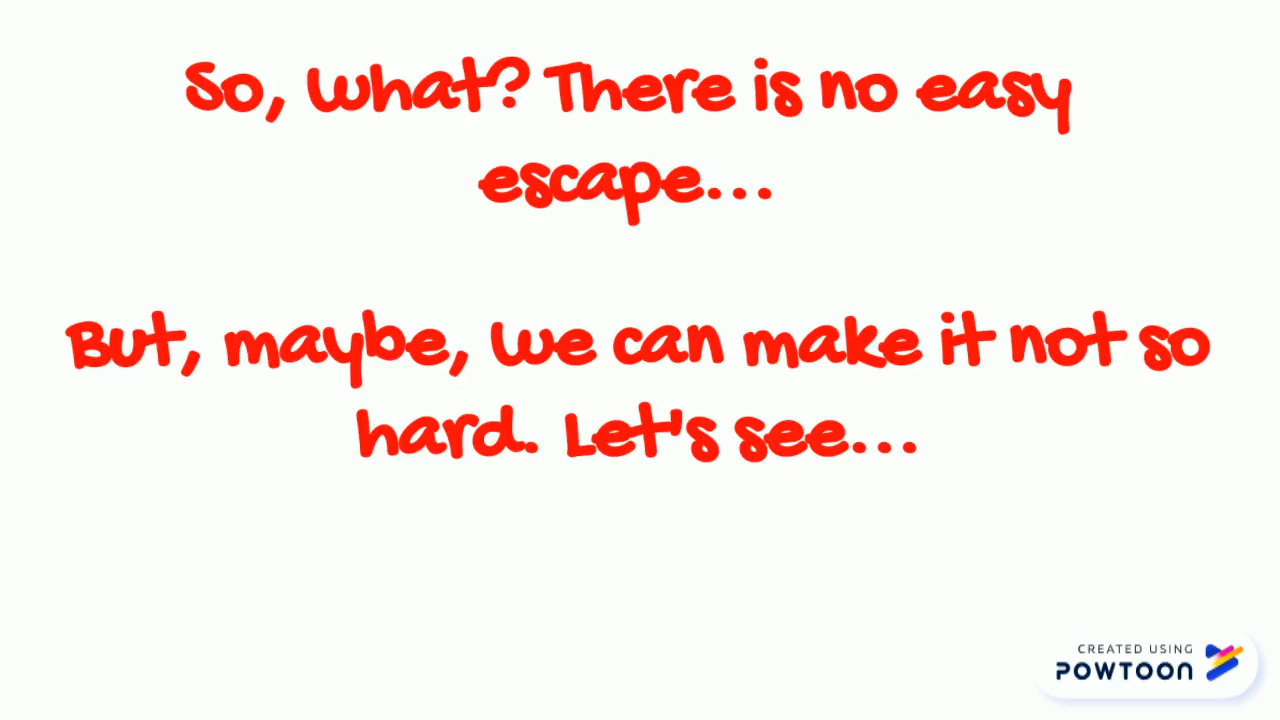 So, what? There is no easy
escape...
But, maybe, we can make it not so
hard. Let's see...
CREATED USING
POWTOON